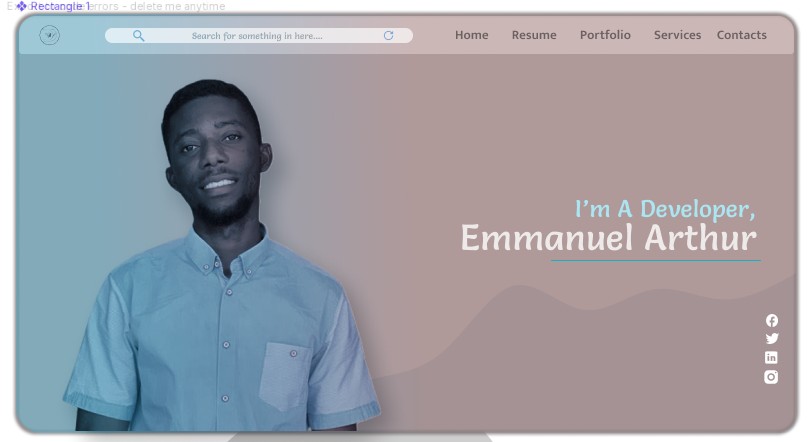 Rectangle 1
errors - delete me anytime
Search for something in here....
Home Resume Portfolio Services Contacts
I'm A Developer,
Emmanuel Arthur